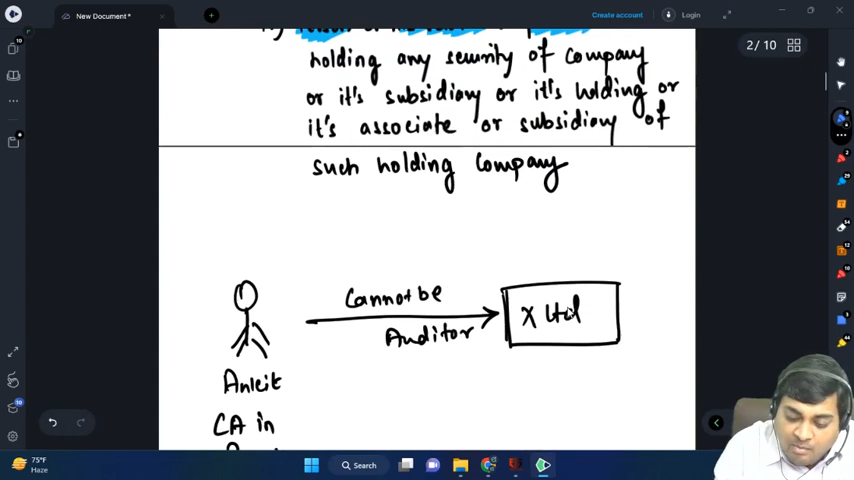 New Document*
Create account
Login
2 / 10
holding any security of company
or it's subsidiary or it's holding or
it's associate or subsidiary of
such holding Company
Cannot be
Auditor
X Ltd
Ankit
CA in
75°F
Haze
Search